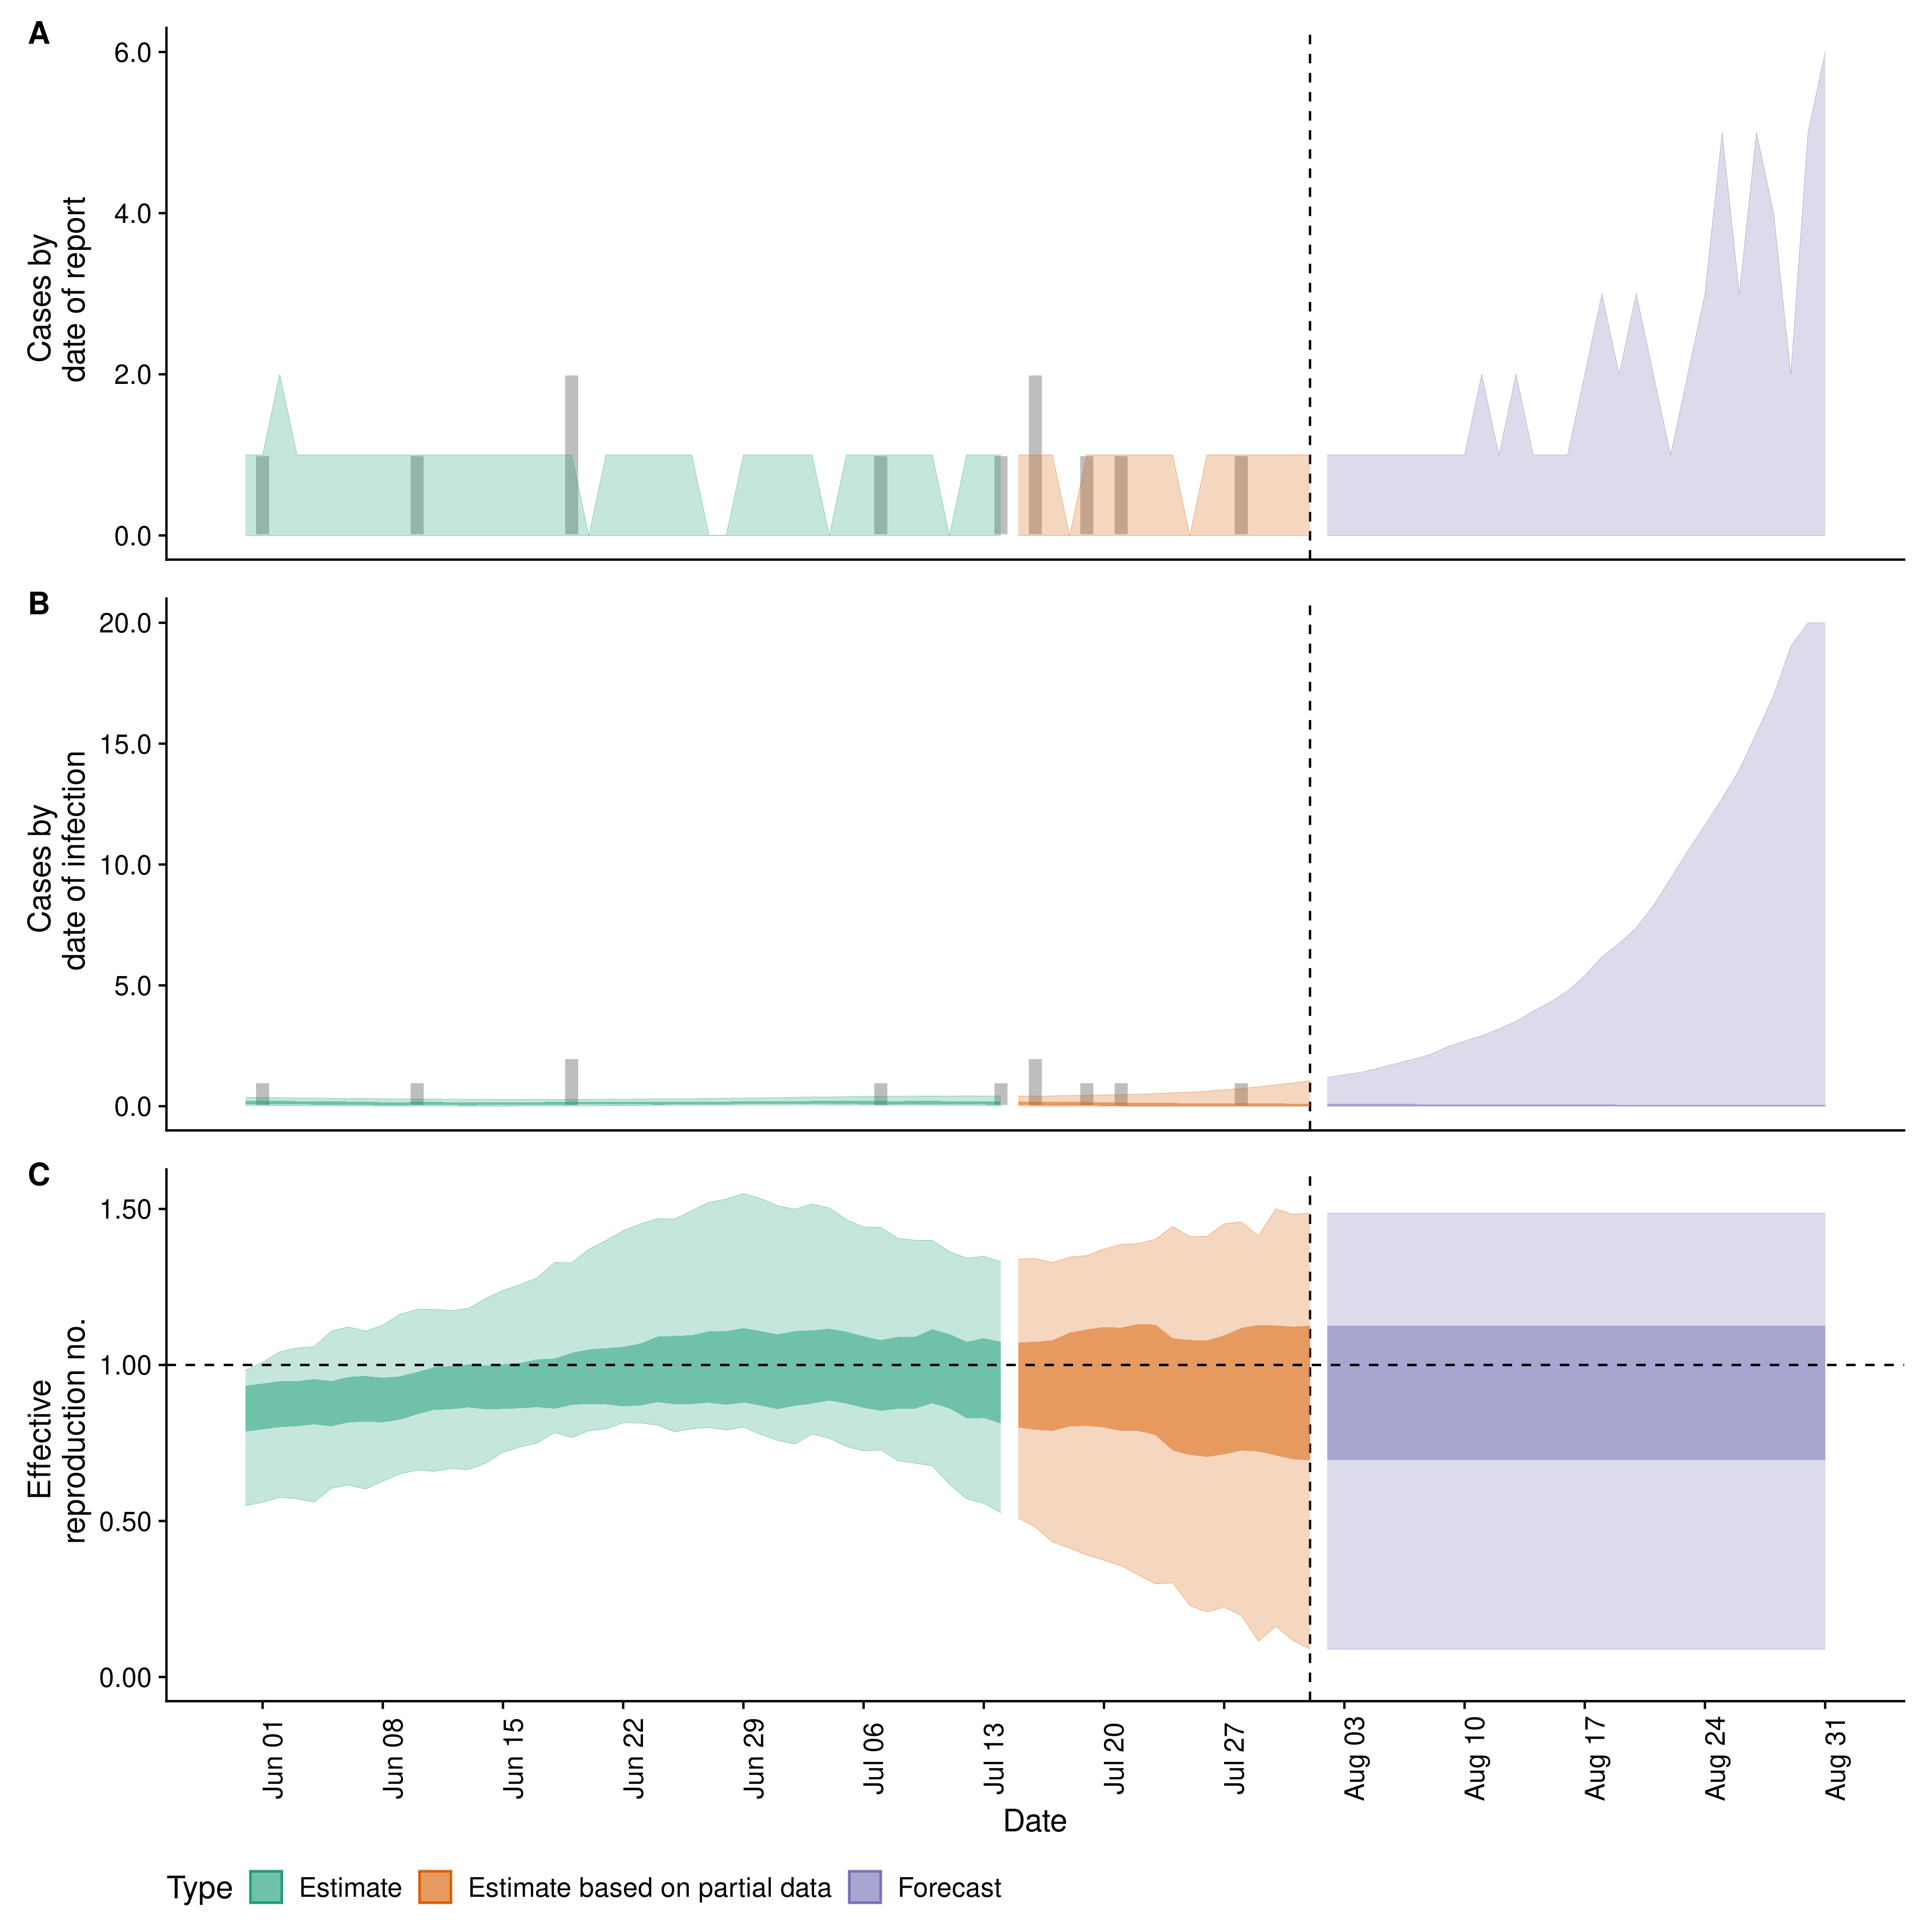 A
Cases by
date of report
6.0
4.0
2.0
0.0
B
Cases by
date of infection
20.0
15.0
10.0
5.0
0.0
C
Effective
reproduction no.
1.50
1.00
0.50
0.00
Jun 01
Jun 08
Jun 15
Jun 22
Jun 29
Jul 06
Jul 13
Jul 20
Jul 27
Aug 03
Aug 10
Aug 17
Aug 24
Aug 31
Date
Type
Estimate
Estimate based on partial data
Forecast